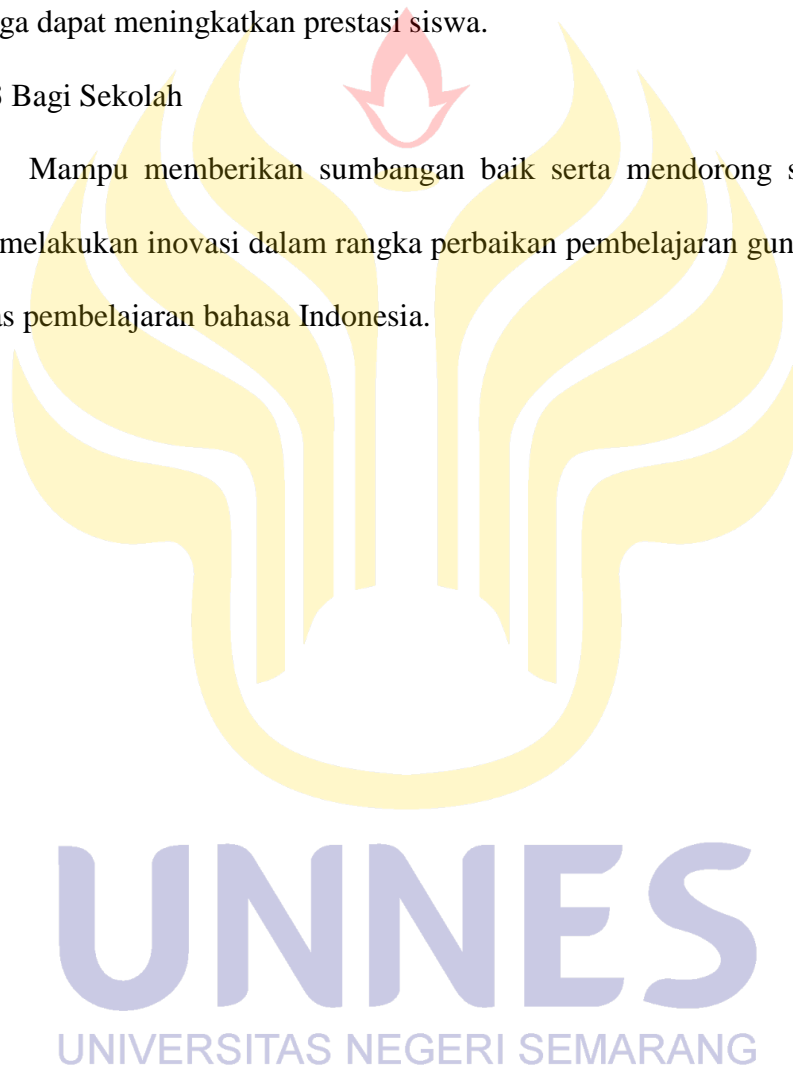 ga dapat meningkatkan prestasi siswa.
Bagi Sekolah
Mampu memberikan sumbangan baik serta mendorong s
melakukan inovasi dalam rangka perbaikan pembelajaran gun
as pembelajaran bahasa Indonesia.
UNNES
UNIVERSITAS NEGERI SEMARANG